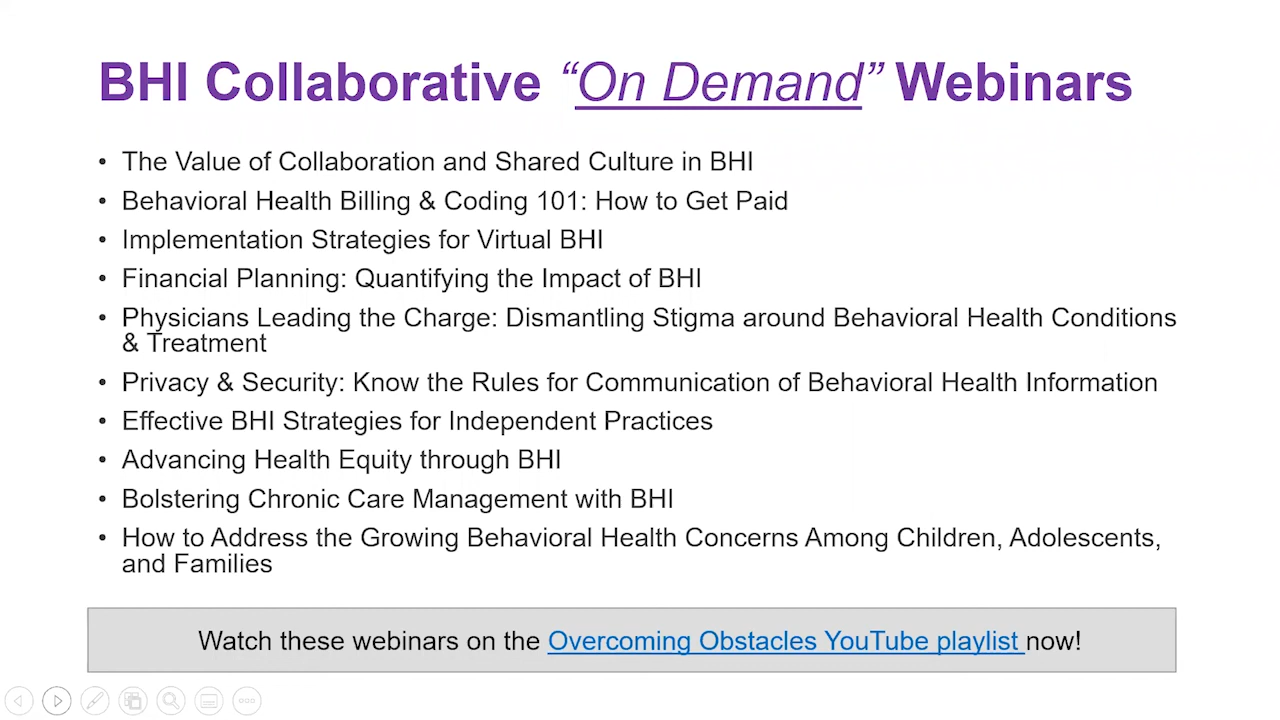 BHI Collaborative “On Demand” Webinars
• The Value of Collaboration and Shared Culture in BHI
• Behavioral Health Billing & Coding 101: How to Get Paid
• Implementation Strategies for Virtual BHI
• Financial Planning: Quantifying the Impact of BHI
• Physicians Leading the Charge: Dismantling Stigma around Behavioral Health Conditions
& Treatment
• Privacy & Security: Know the Rules for Communication of Behavioral Health Information
• Effective BHI Strategies for Independent Practices
• Advancing Health Equity through BHI
• Bolstering Chronic Care Management with BHI
• How to Address the Growing Behavioral Health Concerns Among Children, Adolescents,
and Families
Watch these webinars on the Overcoming Obstacles YouTube playlist now!